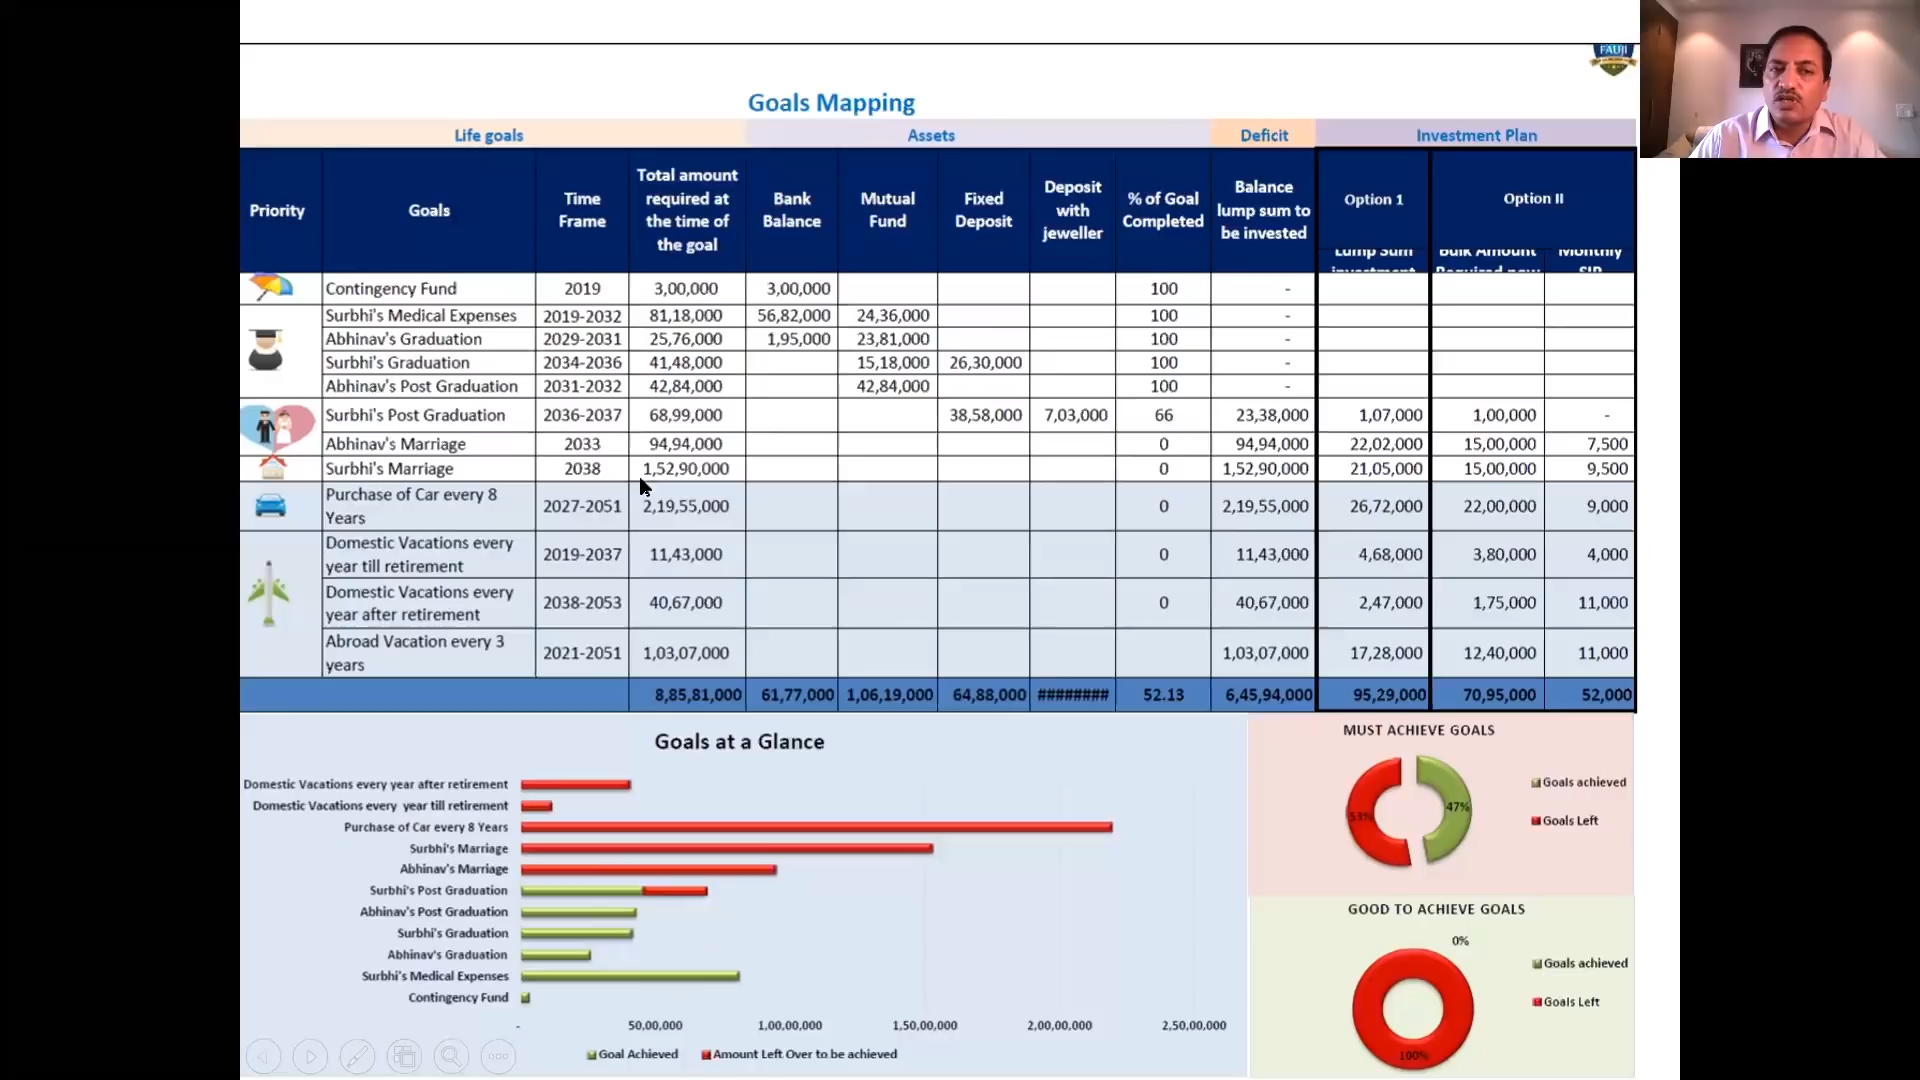 FAUJI
Goals Mapping
Life goals Assets Deficit Investment Plan
Priority Goals Time Frame Total amount required at the time of the goal Bank Balance Mutual Fund Fixed Deposit Deposit with jeweller % of Goal Completed Balance lump sum to be invested Option 1 Option II
Lump Sum investment Bulk Amount Required now Monthly SIP
Contingency Fund 2019 3,00,000 3,00,000 100 -
Surbhi's Medical Expenses 2019-2032 81,18,000 56,82,000 24,36,000 100 -
Abhinav's Graduation 2029-2031 25,76,000 1,95,000 23,81,000 100 -
Surbhi's Graduation 2034-2036 41,48,000 15,18,000 26,30,000 100 -
Abhinav's Post Graduation 2031-2032 42,84,000 42,84,000 100 -
Surbhi's Post Graduation 2036-2037 68,99,000 38,58,000 7,03,000 66 23,38,000 1,07,000 1,00,000 -
Abhinav's Marriage 2033 94,94,000 0 94,94,000 22,02,000 15,00,000 7,500
Surbhi's Marriage 2038 1,52,90,000 0 1,52,90,000 21,05,000 15,00,000 9,500
Purchase of Car every 8 Years 2027-2051 2,19,55,000 0 2,19,55,000 26,72,000 22,00,000 9,000
Domestic Vacations every year till retirement 2019-2037 11,43,000 0 11,43,000 4,68,000 3,80,000 4,000
Domestic Vacations every year after retirement 2038-2053 40,67,000 0 40,67,000 2,47,000 1,75,000 11,000
Abroad Vacation every 3 years 2021-2051 1,03,07,000 1,03,07,000 17,28,000 12,40,000 11,000
8,85,81,000 61,77,000 1,06,19,000 64,88,000 ######## 52.13 6,45,94,000 95,29,000 70,95,000 52,000
Goals at a Glance
Domestic Vacations every year after retirement
Domestic Vacations every year till retirement
Purchase of Car every 8 Years
Surbhi's Marriage
Abhinav's Marriage
Surbhi's Post Graduation
Abhinav's Post Graduation
Surbhi's Graduation
Abhinav's Graduation
Surbhi's Medical Expenses
Contingency Fund
- 50,00,000 1,00,00,000 1,50,00,000 2,00,00,000 2,50,00,000
Goal Achieved Amount Left Over to be achieved
MUST ACHIEVE GOALS
53% 47%
Goals achieved
Goals Left
GOOD TO ACHIEVE GOALS
0%
Goals achieved
Goals Left
100%